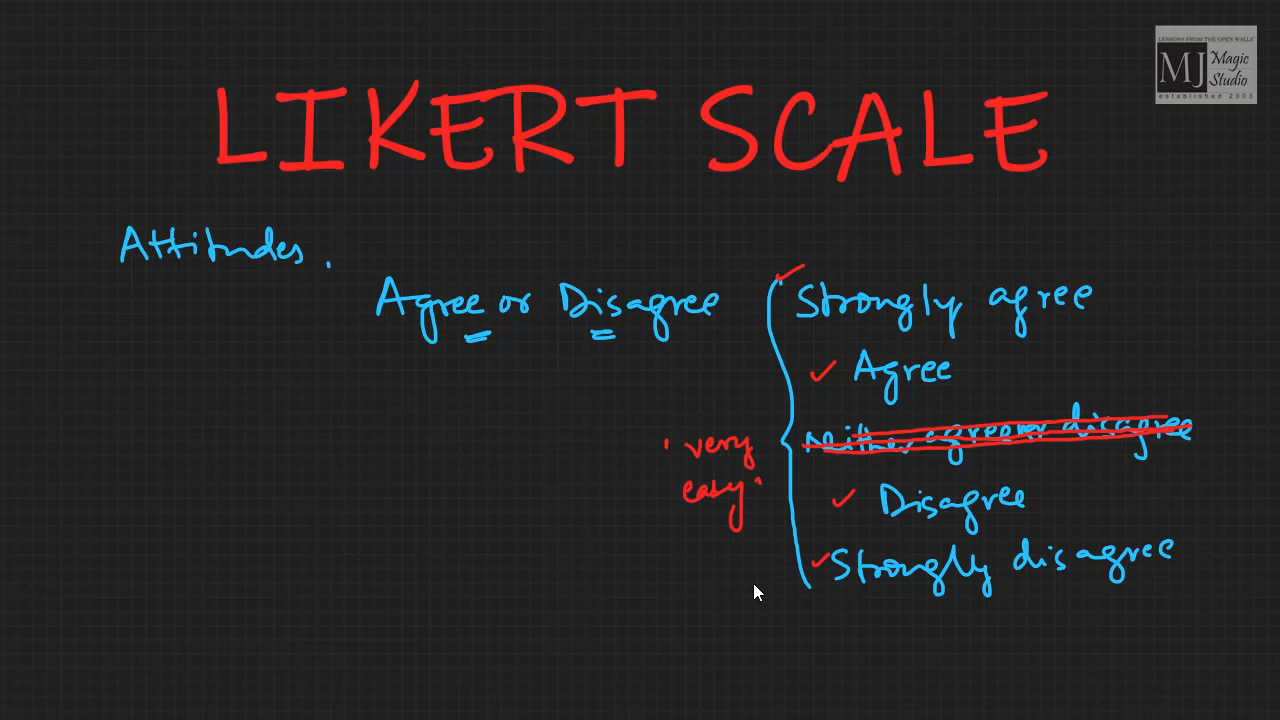 LESSONS FROM THE OPEN WALLS
MJ Magic Studio
established 2003
LIKERT SCALE
Attitudes.
Agree or Disagree
Strongly agree
Agree
Neither agree nor disagree
'very
easy'
Disagree
Strongly disagree